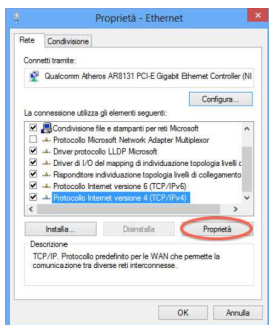 Proprietà - Ethernet
Rete
Condivisione
Connetti tramite:
Qualcomm Atheros AR8131 PCI-E Gigabit Ethernet Controller (NI
Configura...
La connessione utilizza gli elementi seguenti:
Condivisione file e stampanti per reti Microsoft
Protocollo Microsoft Network Adapter Multiplexor
Driver protocollo LLDP Microsoft
Driver di I/O del mapping di individuazione topologia livelli c
Risponditore individuazione topologia livelli di collegamento
Protocollo Internet versione 6 (TCP/IPv6)
Protocollo Internet versione 4 (TCP/IPv4)
Installa...
Disinstalla
Proprietà
Descrizione
TCP/IP. Protocollo predefinito per le WAN che permette la
comunicazione tra diverse reti interconnesse.
OK
Annulla